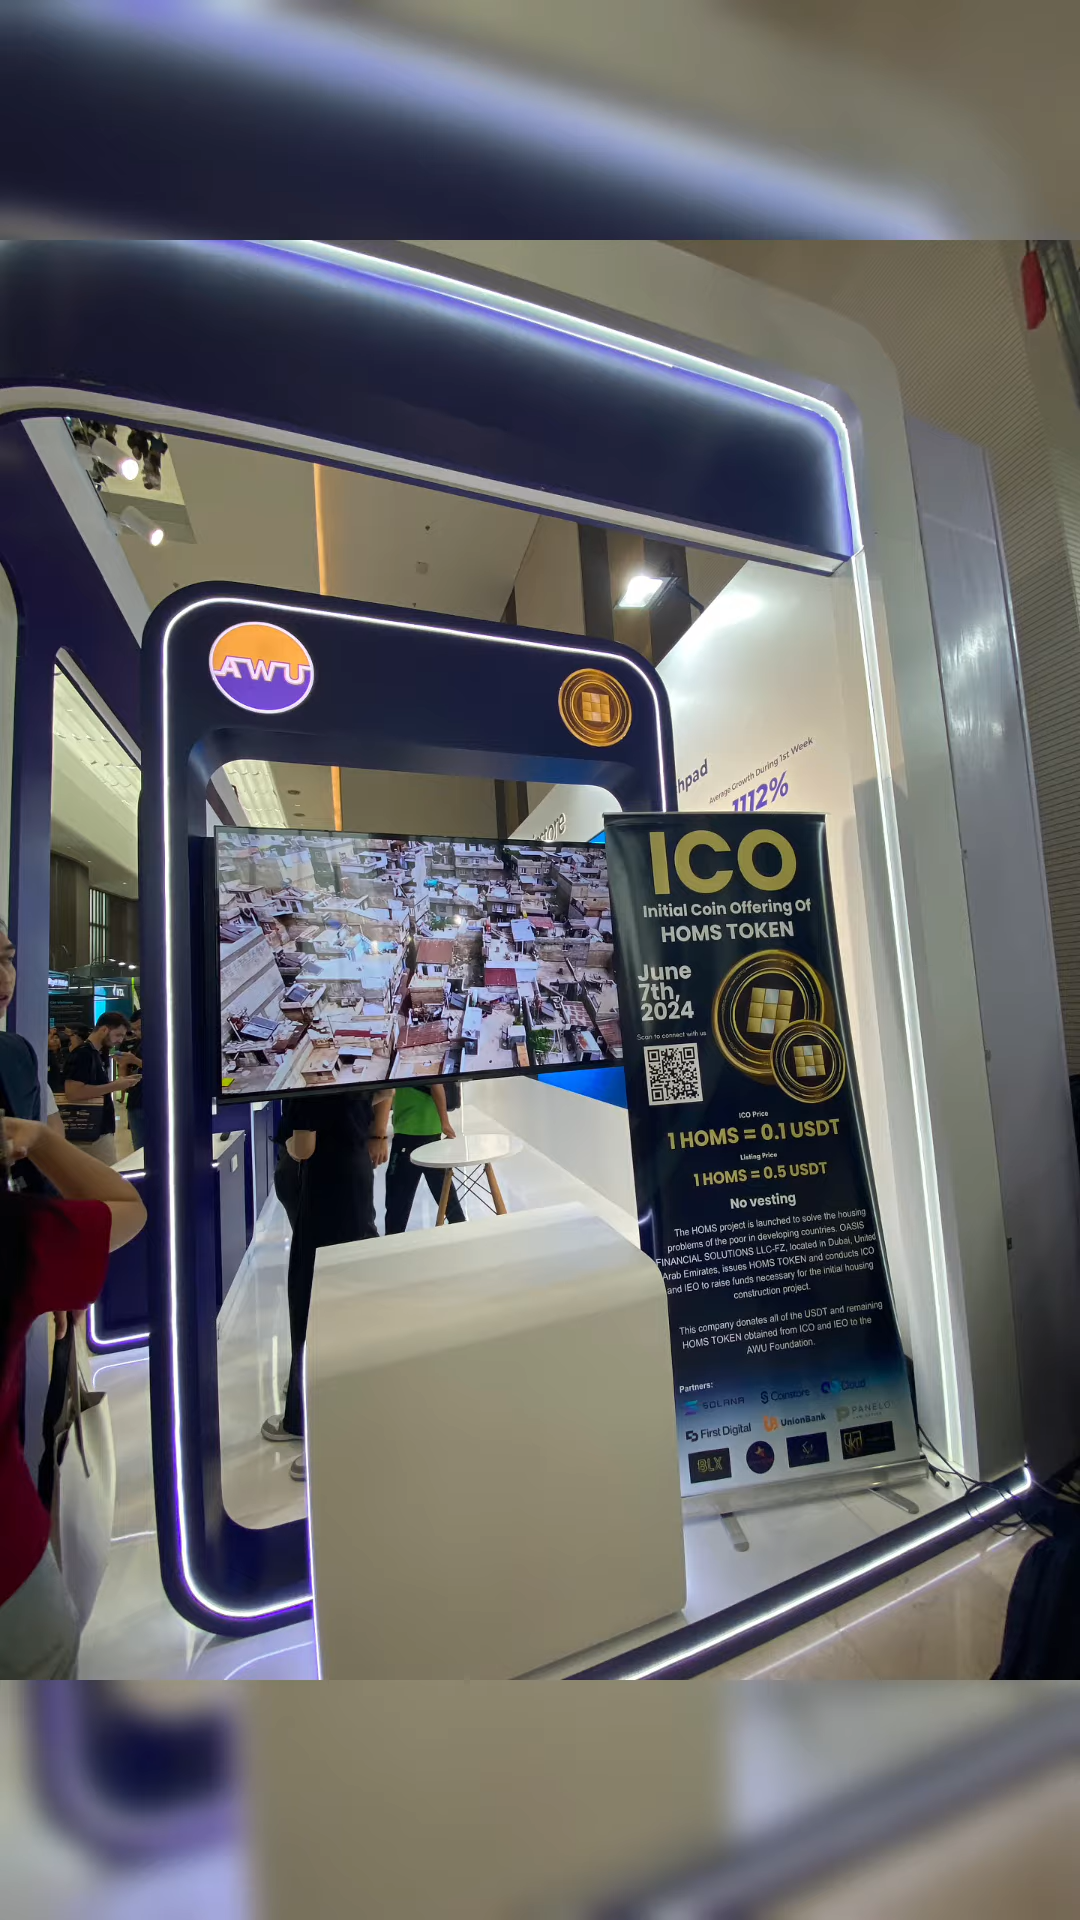 AWU
hpad
Average Growth During 1st Week
1112%
ICO
Initial Coin Offering Of
HOMS TOKEN
June
7th,
2024
Scan to connect with us
ICO Price
1 HOMS = 0.1 USDT
Listing Price
1 HOMS = 0.5 USDT
No vesting
The HOMS project is launched to solve the housing
problems of the poor in developing countries. OASIS
FINANCIAL SOLUTIONS LLC-FZ, located in Dubai, United
Arab Emirates, issues HOMS TOKEN and conducts ICO
and IEO to raise funds necessary for the initial housing
construction project.
This company donates all of the USDT and remaining
HOMS TOKEN obtained from ICO and IEO to the
AWU Foundation.
Partners:
SOLANA
Coinstore
Cloud
First Digital
UnionBank
PANELO
BLX